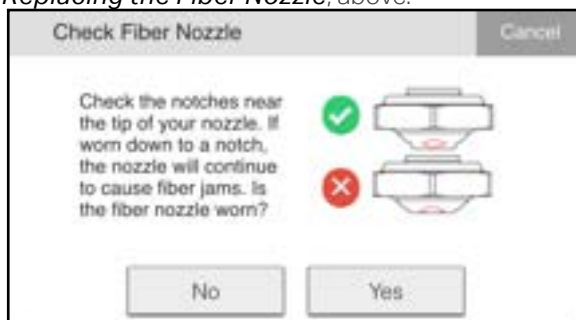 Replacing the Fiber Nozzle, above.
Check Fiber Nozzle
Cancel
Check the notches near
the tip of your nozzle. If
worn down to a notch,
the nozzle will continue
to cause fiber jams. Is
the fiber nozzle worn?
No
Yes